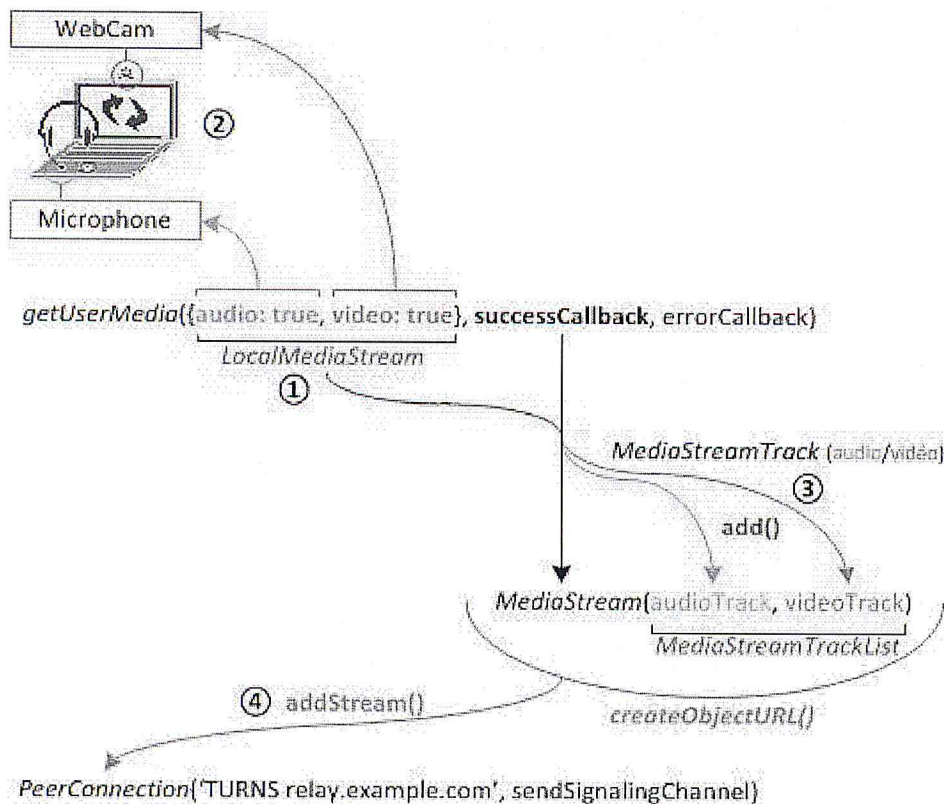 WebCam
②
Microphone
getUserMedia({audio: true, video: true}, successCallback, errorCallback)
LocalMediaStream
①
MediaStreamTrack (audio/video)
③
add()
MediaStream(audioTrack, videoTrack)
MediaStreamTrackList
④ addStream()
createObjectURL()
PeerConnection('TURNS relay.example.com', sendSignalingChannel)